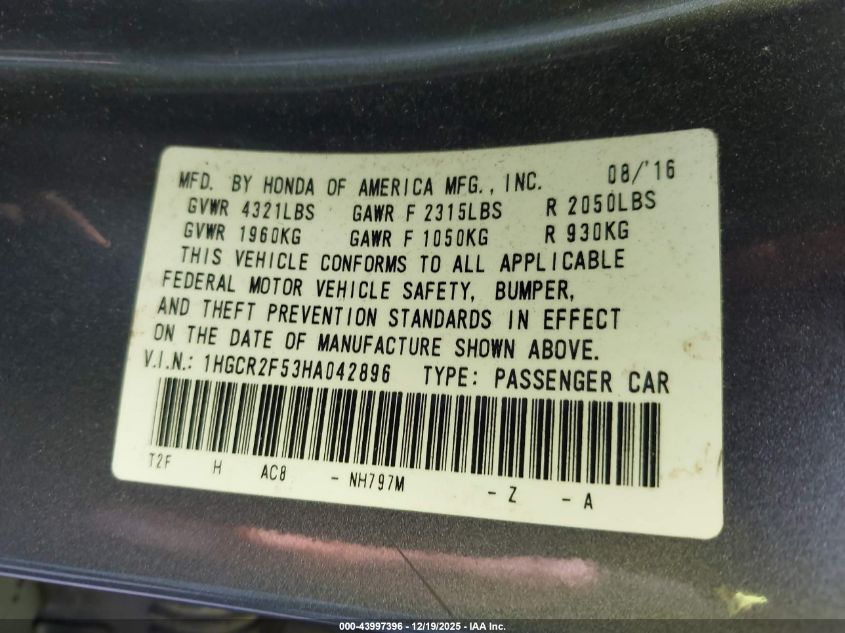 MFD. BY HONDA OF AMERICA MFG., INC. 08/'16
GVWR 4321LBS GAWR F 2315LBS R 2050LBS
GVWR 1960KG GAWR F 1050KG R 930KG
THIS VEHICLE CONFORMS TO ALL APPLICABLE
FEDERAL MOTOR VEHICLE SAFETY, BUMPER,
AND THEFT PREVENTION STANDARDS IN EFFECT
ON THE DATE OF MANUFACTURE SHOWN ABOVE.
V.I.N.: 1HGCR2F53HA042896 TYPE: PASSENGER CAR
T2F H AC8 - NH797M - Z - A
000-43997396 - 12/19/2025 - IAA Inc.